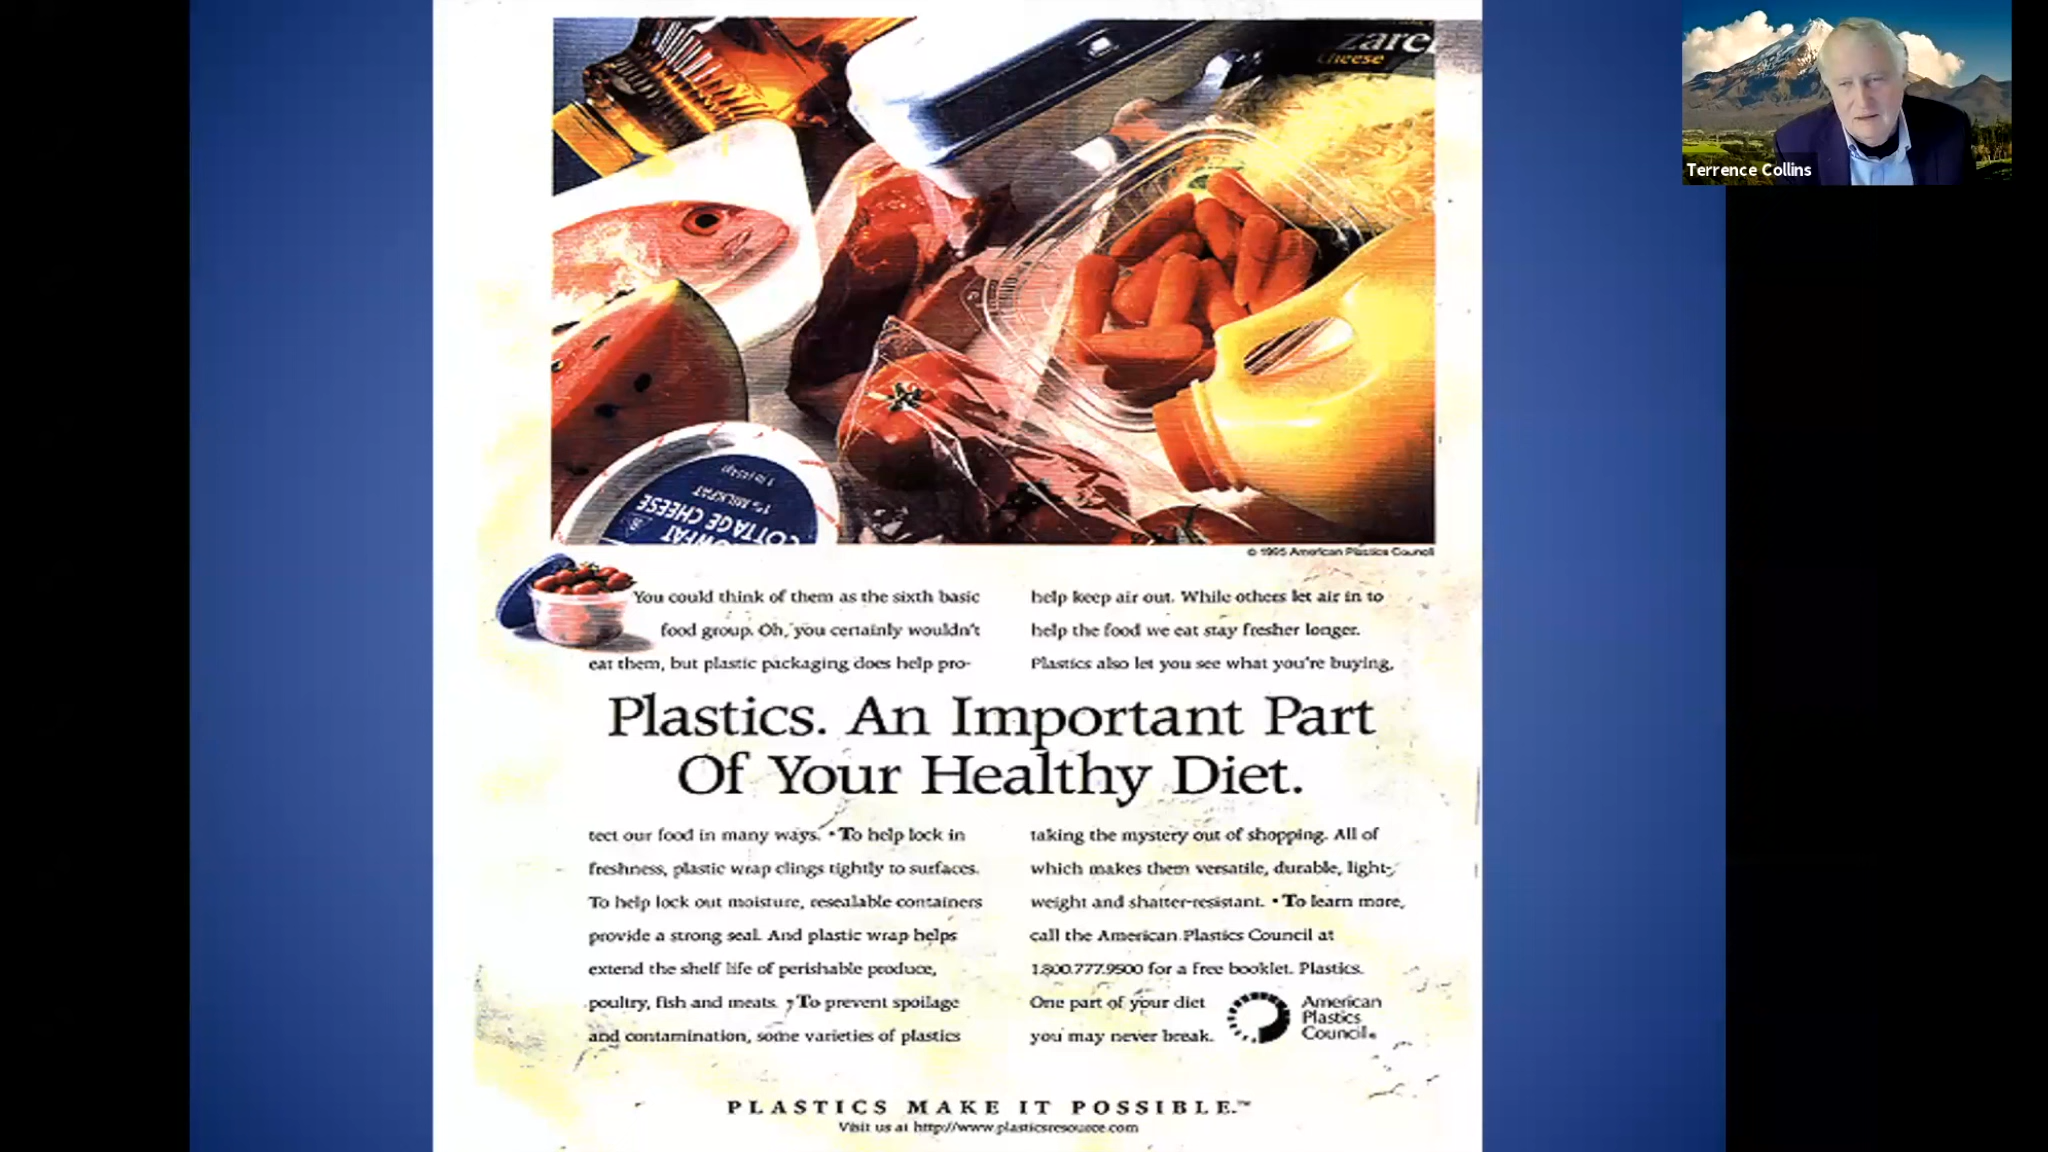 zare
cheese
Terrence Collins
1% MILKFAT
COTTAGE CHEESE
© 1995 American Plastics Council
You could think of them as the sixth basic
food group. Oh, you certainly wouldn't
eat them, but plastic packaging does help pro-
help keep air out. While others let air in to
help the food we eat stay fresher longer.
Plastics also let you see what you're buying,
Plastics. An Important Part
Of Your Healthy Diet.
tect our food in many ways. • To help lock in
freshness, plastic wrap clings tightly to surfaces.
To help lock out moisture, resealable containers
provide a strong seal. And plastic wrap helps
extend the shelf life of perishable produce,
poultry, fish and meats. • To prevent spoilage
and contamination, some varieties of plastics
taking the mystery out of shopping. All of
which makes them versatile, durable, light-
weight and shatter-resistant. • To learn more,
call the American Plastics Council at
1.800.777.9500 for a free booklet. Plastics.
One part of your diet
you may never break.
American
Plastics
Council®
PLASTICS MAKE IT POSSIBLE.™
Visit us at http://www.plasticsresource.com